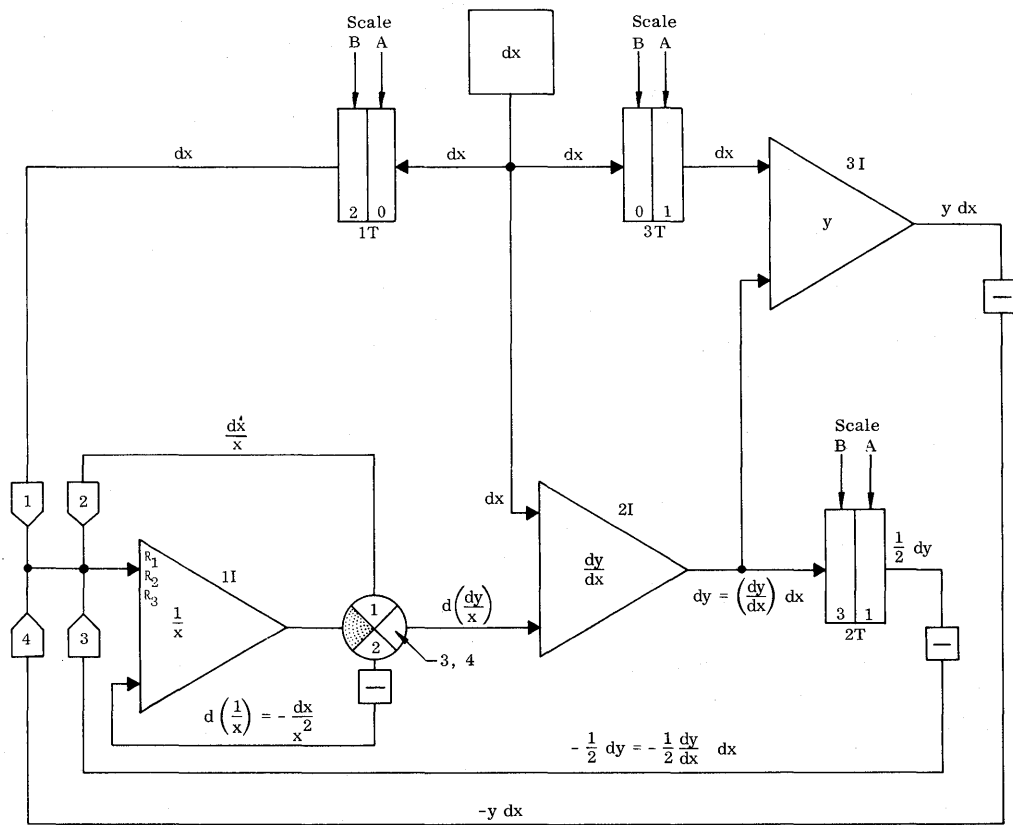 Scale
B A
dx
Scale
B A
dx
dx
dx
dx
3I
y
y dx
2 0
1T
0 1
3T
—
dx
x
Scale
B A
1
2
dx
2I
dy
dx
1
2 dy
R1
R2
R3
1I
1
x
1
2
d(dy
x)
dy = (dy
dx) dx
3 1
2T
4
3
—3, 4
—
—
d(1
x) = - dx
x2
- 1
2 dy = - 1
2 dy
dx dx
-y dx